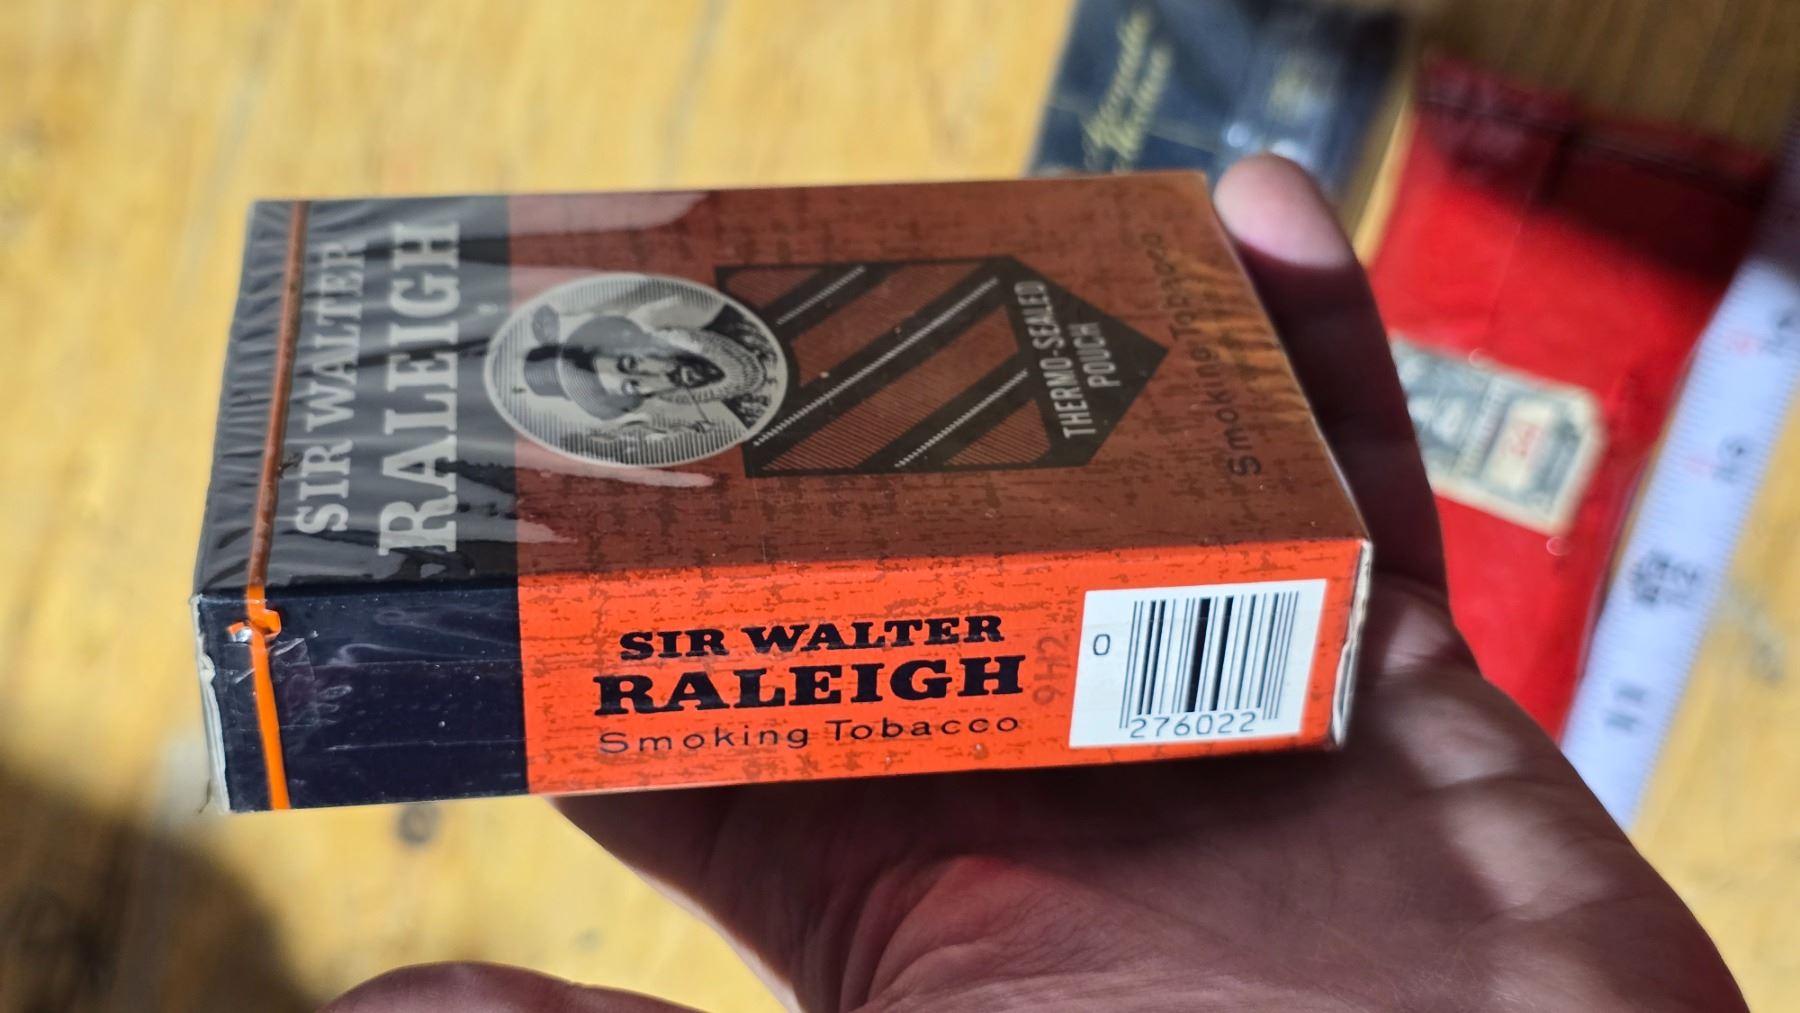 SIR WALTER
RALEIGH
THERMO-SEALED
POUCH
Smoking Tobacco
SIR WALTER
RALEIGH
Smoking Tobacco
9H2
0
276022